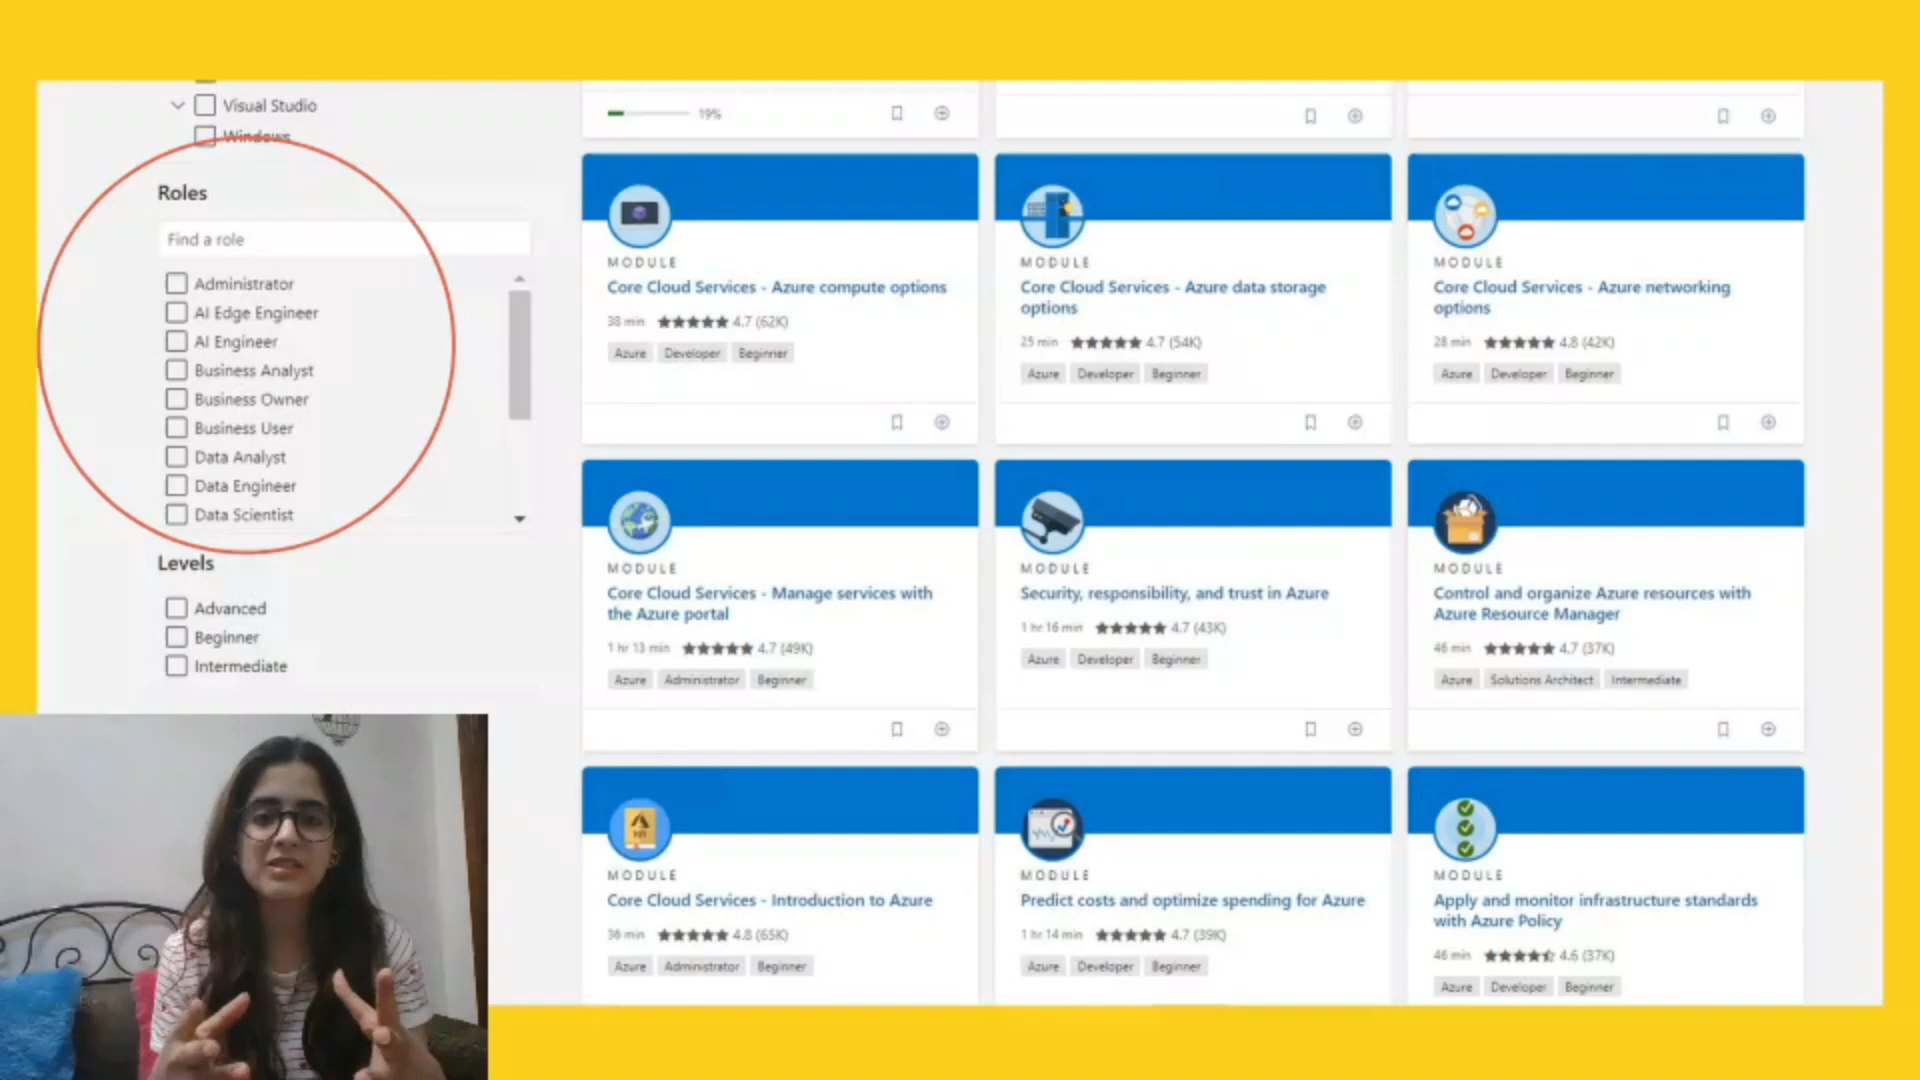 Visual Studio
Windows
Roles
Find a role
Administrator
AI Edge Engineer
AI Engineer
Business Analyst
Business Owner
Business User
Data Analyst
Data Engineer
Data Scientist
Levels
Advanced
Beginner
Intermediate
19%
MODULE
Core Cloud Services - Azure compute options
38 min 4.7 (62K)
Azure Developer Beginner
MODULE
Core Cloud Services - Azure data storage
options
25 min 4.7 (54K)
Azure Developer Beginner
MODULE
Core Cloud Services - Azure networking
options
28 min 4.8 (42K)
Azure Developer Beginner
MODULE
Core Cloud Services - Manage services with
the Azure portal
1 hr 13 min 4.7 (49K)
Azure Administrator Beginner
MODULE
Security, responsibility, and trust in Azure
1 hr 16 min 4.7 (43K)
Azure Developer Beginner
MODULE
Control and organize Azure resources with
Azure Resource Manager
46 min 4.7 (37K)
Azure Solutions Architect Intermediate
MODULE
Core Cloud Services - Introduction to Azure
36 min 4.8 (65K)
Azure Administrator Beginner
MODULE
Predict costs and optimize spending for Azure
1 hr 14 min 4.7 (39K)
Azure Developer Beginner
MODULE
Apply and monitor infrastructure standards
with Azure Policy
46 min 4.6 (37K)
Azure Developer Beginner